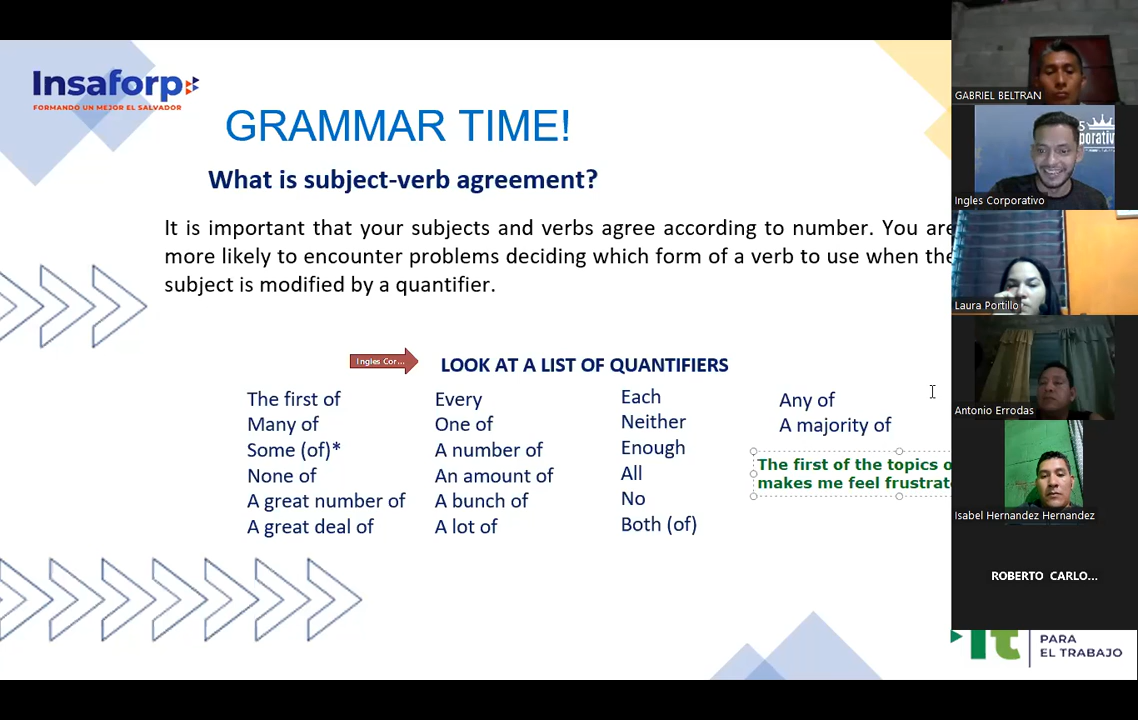 Insaforp
FORMANDO UN MEJOR EL SALVADOR
GRAMMAR TIME!
What is subject-verb agreement?
It is important that your subjects and verbs agree according to number. You are
more likely to encounter problems deciding which form of a verb to use when the
subject is modified by a quantifier.
Ingles Cor...
LOOK AT A LIST OF QUANTIFIERS
The first of
Many of
Some (of)*
None of
A great number of
A great deal of
Every
One of
A number of
An amount of
A bunch of
A lot of
Each
Neither
Enough
All
No
Both (of)
Any of
A majority of
The first of the topics
makes me feel
GABRIEL BELTRAN
Ingles Corporativo
Laura Portillo
Antonio Errodas
Isabel Hernandez Hernandez
ROBERTO CARLO...
PARA
EL TRABAJO